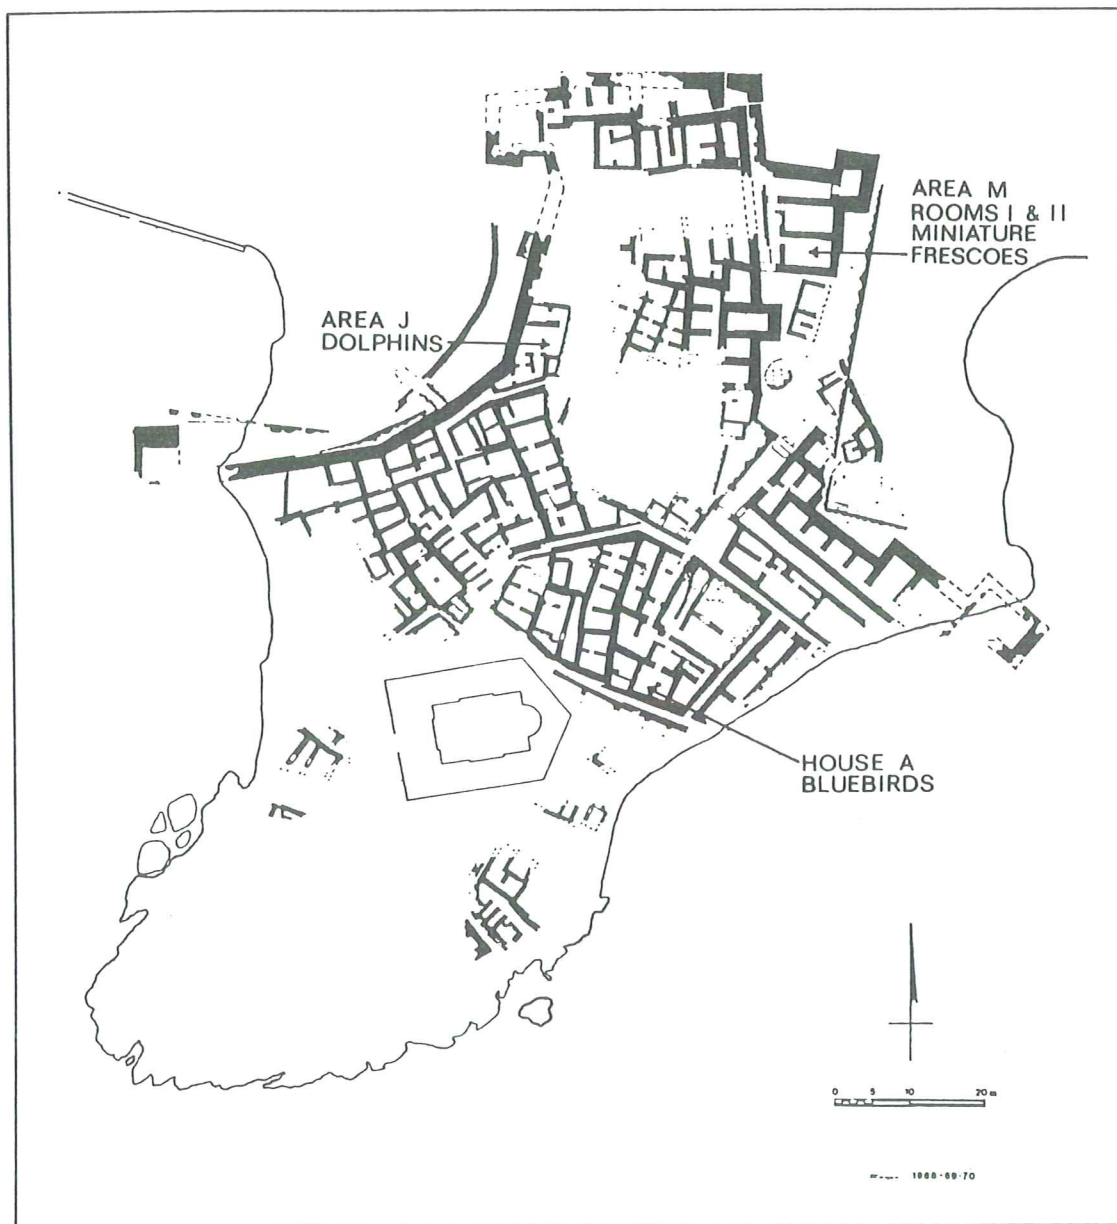 AREA M
ROOMS I & II
MINIATURE
FRESCOES
AREA J
DOLPHINS
HOUSE A
BLUEBIRDS
0 5 10 20 m
1968-69-70